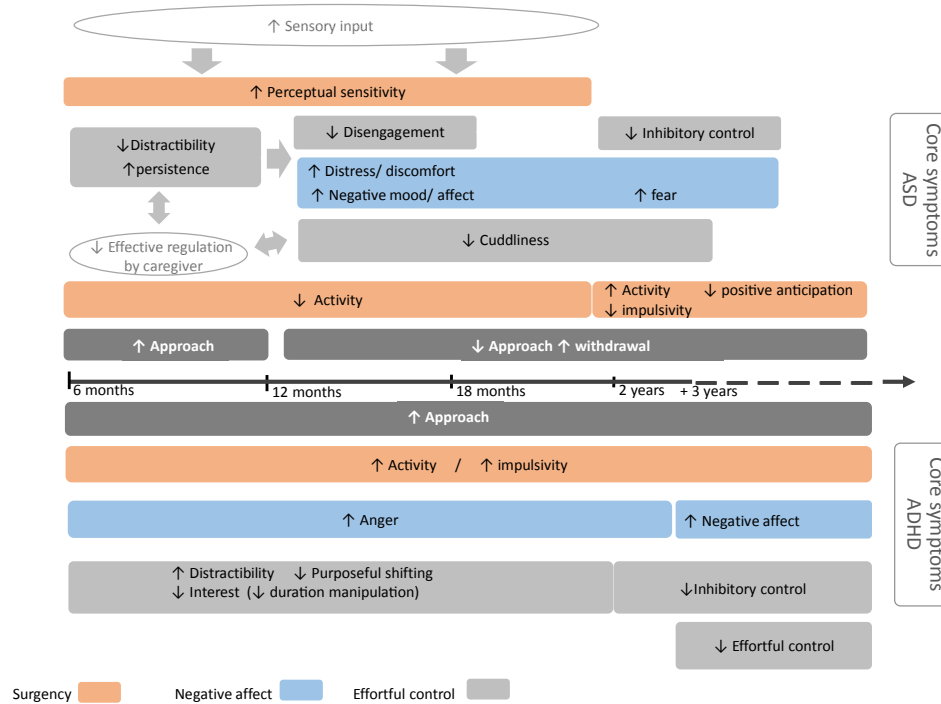 ↑ Sensory input
↑ Perceptual sensitivity
↓Distractibility
↑persistence
↓ Disengagement
↓ Inhibitory control
↑ Distress/ discomfort
↑ Negative mood/ affect ↑ fear
↓ Effective regulation
by caregiver
↓ Cuddliness
Core symptoms
ASD
↓ Activity
↑ Activity ↓ positive anticipation
↓ impulsivity
↑ Approach
↓ Approach ↑ withdrawal
6 months 12 months 18 months 2 years + 3 years
↑ Approach
↑ Activity / ↑ impulsivity
↑ Anger
↑ Negative affect
Core symptoms
ADHD
↑ Distractibility ↓ Purposeful shifting
↓ Interest (↓ duration manipulation)
↓Inhibitory control
↓ Effortful control
Surgency Negative affect Effortful control